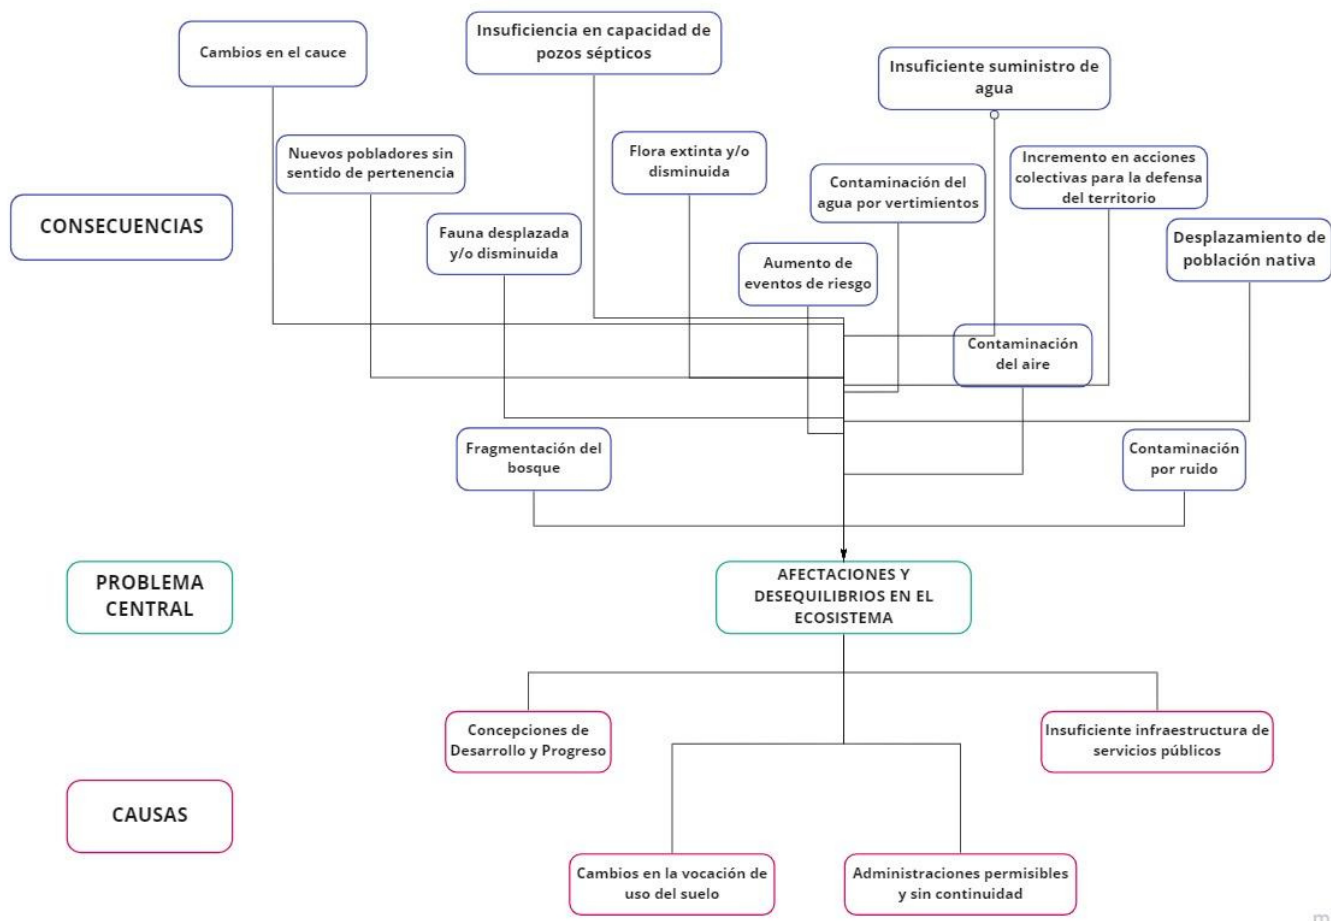 Cambios en el cauce
Insuficiencia en capacidad de
pozos sépticos
Insuficiente suministro de
agua
Nuevos pobladores sin
sentido de pertenencia
Flora extinta y/o
disminuida
Contaminación del
agua por vertimientos
Incremento en acciones
colectivas para la defensa
del territorio
CONSECUENCIAS
Fauna desplazada
y/o disminuida
Aumento de
eventos de riesgo
Desplazamiento de
población nativa
Contaminación
del aire
Fragmentación del
bosque
Contaminación
por ruido
PROBLEMA
CENTRAL
AFECTACIONES Y
DESEQUILIBRIOS EN EL
ECOSISTEMA
Concepciones de
Desarrollo y Progreso
Insuficiente infraestructura de
servicios públicos
CAUSAS
Cambios en la vocación de
uso del suelo
Administraciones permisibles
y sin continuidad